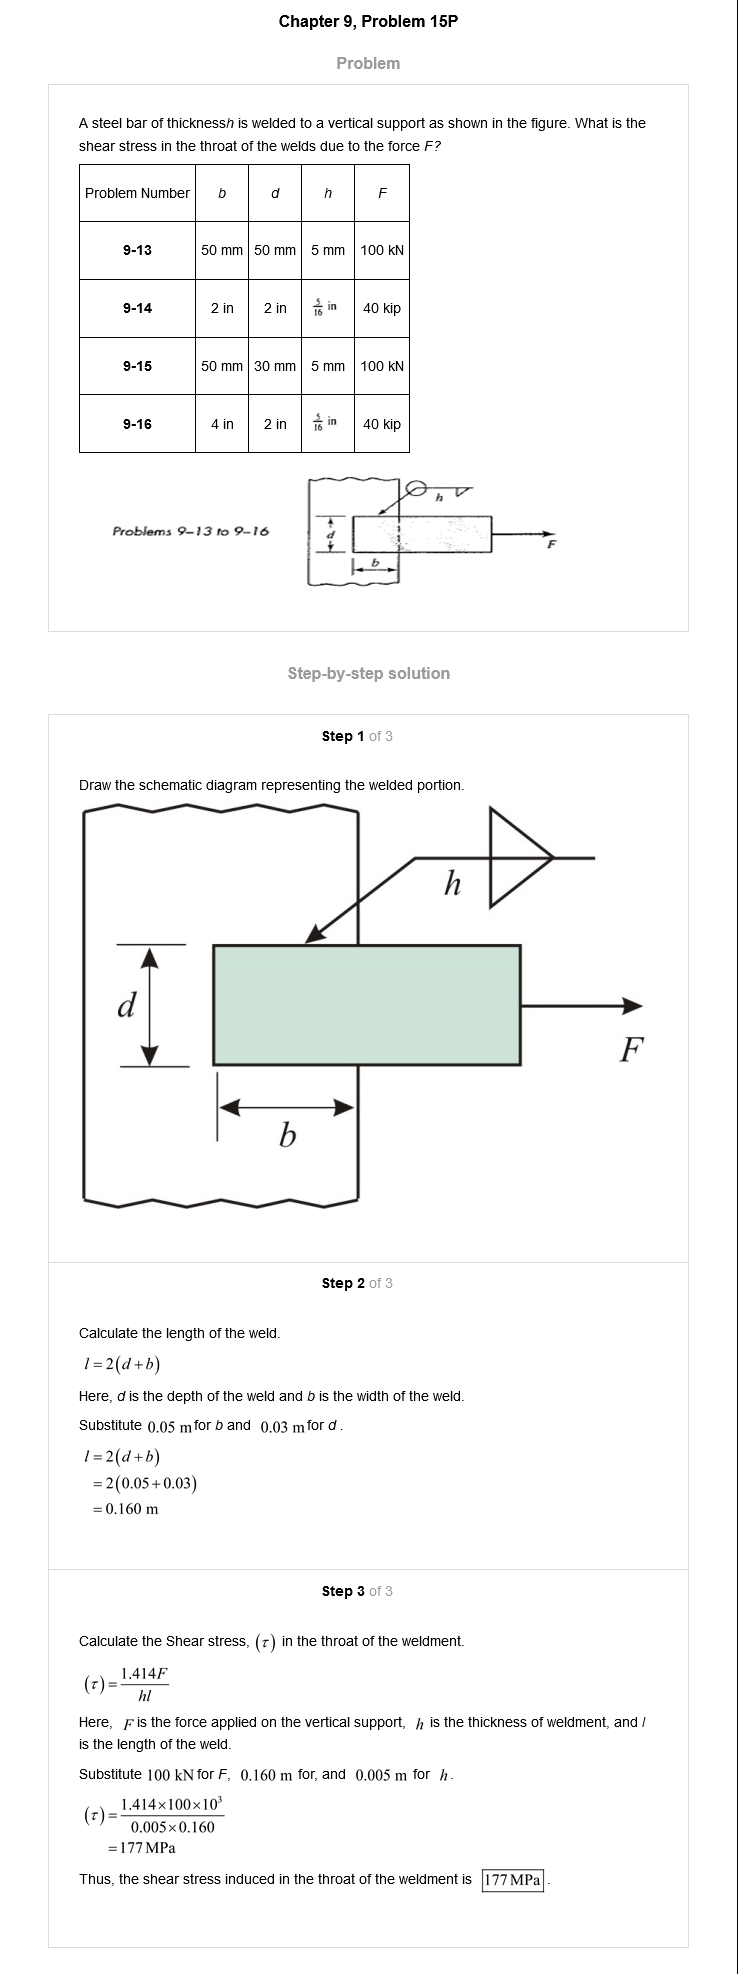 Chapter 9, Problem 15P
Problem
A steel bar of thicknessh is welded to a vertical support as shown in the figure. What is the
shear stress in the throat of the welds due to the force F?
Problem Number b d h F
9-13 50 mm 50 mm 5 mm 100 kN
9-14 2 in 2 in 5/16 in 40 kip
9-15 50 mm 30 mm 5 mm 100 kN
9-16 4 in 2 in 5/16 in 40 kip
Problems 9–13 to 9–16
h
d
F
b
Step-by-step solution
Step 1 of 3
Draw the schematic diagram representing the welded portion.
h
d
F
b
Step 2 of 3
Calculate the length of the weld.
l = 2(d + b)
Here, d is the depth of the weld and b is the width of the weld.
Substitute 0.05 m for b and 0.03 m for d .
l = 2(d + b)
= 2(0.05 + 0.03)
= 0.160 m
Step 3 of 3
Calculate the Shear stress, (τ) in the throat of the weldment.
(τ) = 1.414F / hl
Here, F is the force applied on the vertical support, h is the thickness of weldment, and l
is the length of the weld.
Substitute 100 kN for F, 0.160 m for, and 0.005 m for h .
(τ) = 1.414×100×10³ / 0.005×0.160
= 177 MPa
Thus, the shear stress induced in the throat of the weldment is 177 MPa .